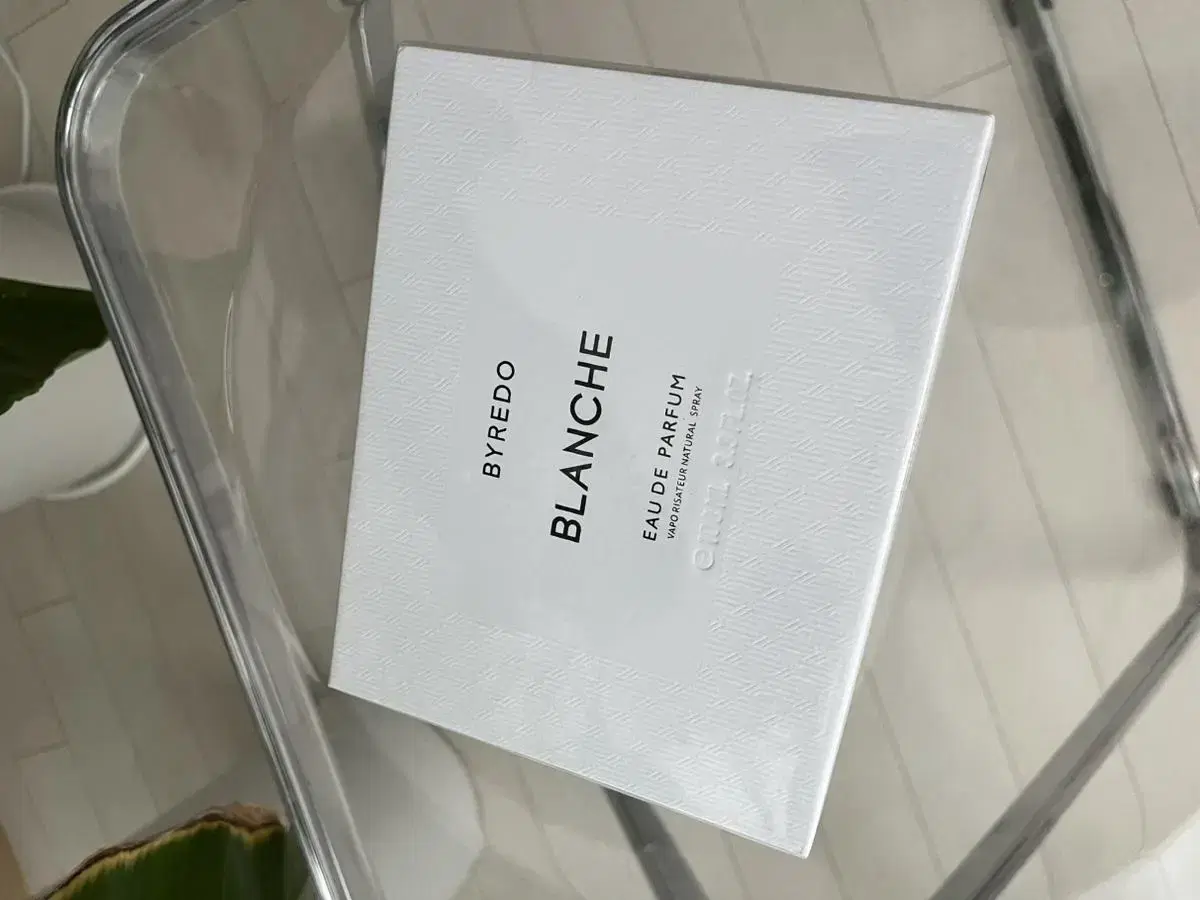 BYREDO
BLANCHE
EAU DE PARFUM
VAPORISATEUR NATURAL SPRAY